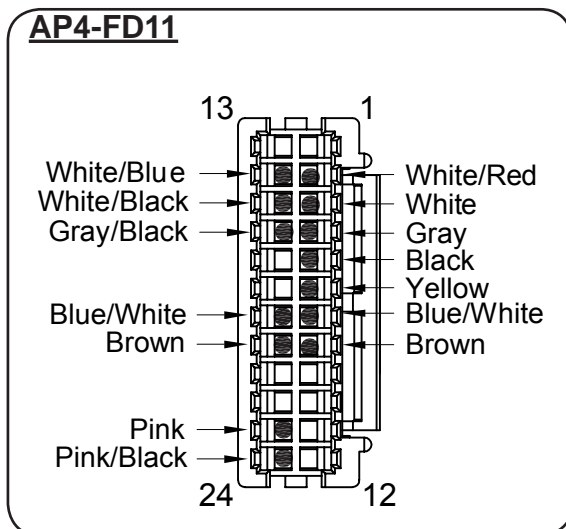 AP4-FD11
13 1
White/Blue White/Red
White/Black White
Gray/Black Gray
Black
Yellow
Blue/White Blue/White
Brown Brown
Pink
Pink/Black
24 12